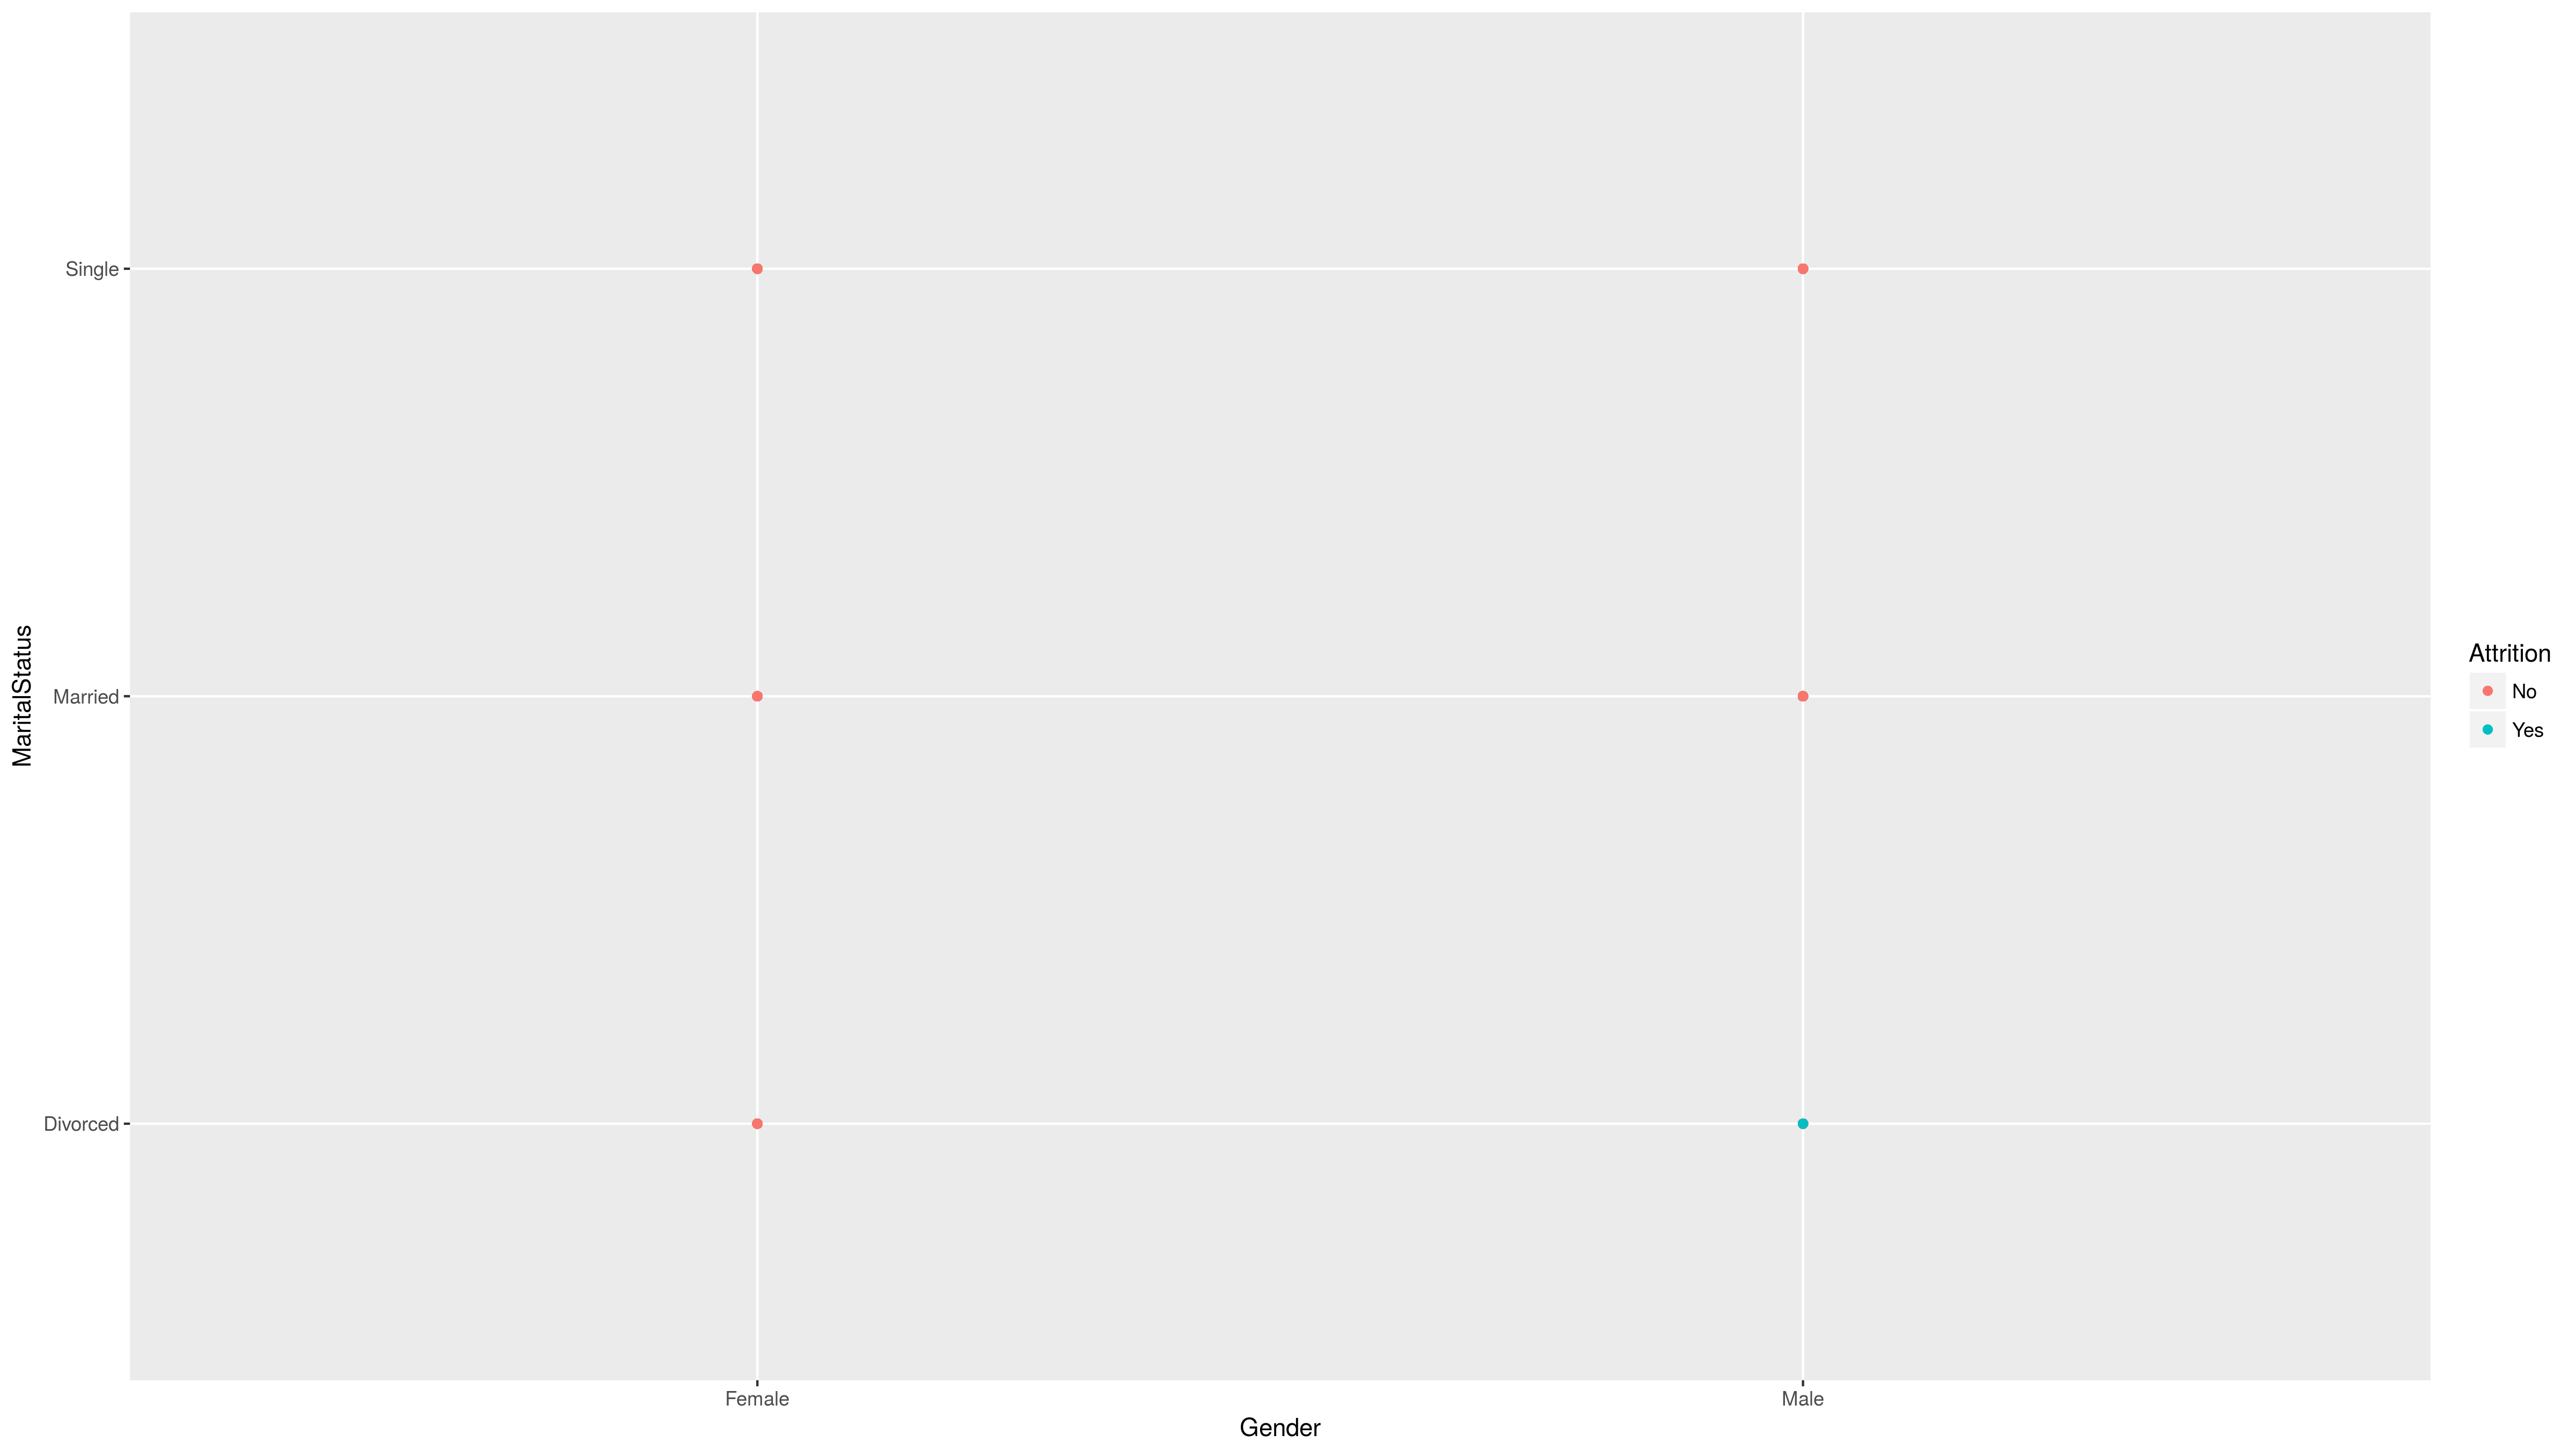 MaritalStatus
Single
Married
Divorced
Female
Male
Gender
Attrition
No
Yes